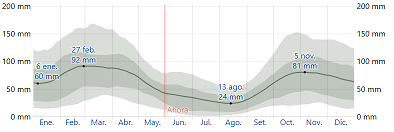 200 mm 200 mm
150 mm 150 mm
100 mm 100 mm
50 mm 50 mm
0 mm 0 mm
6 ene.
60 mm
27 feb.
92 mm
13 ago.
24 mm
5 nov.
81 mm
Ahora
Ene. Feb. Mar. Abr. May. Jun. Jul. Ago. Sep. Oct. Nov. Dic.